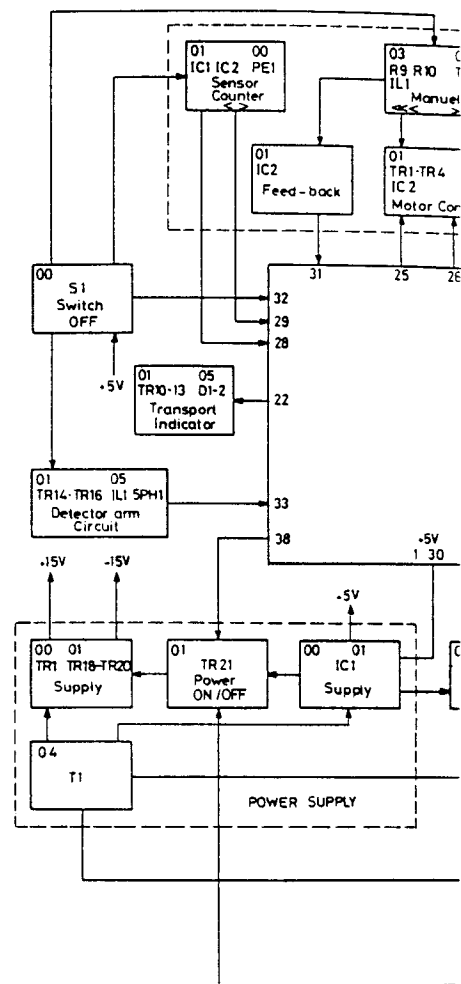 01 00
IC1 IC2 PE1
Sensor
Counter
< >
03
R9 R10
IL1
Manuel
<< >
01
IC2
Feed-back
01
TR1-TR4
IC2
Motor Con
31 25 26
00
S1
Switch
OFF
+5V
32
29
28
22
33
38
01 05
TR10-13 D1-2
Transport
Indicator
01 05
TR14-TR16 IL1 SPH1
Detector arm
Circuit
+5V
1 30
+15V -15V
+5V
00 01
TR1 TR18-TR20
Supply
01
TR21
Power
ON/OFF
00 01
IC1
Supply
04
T1
POWER SUPPLY